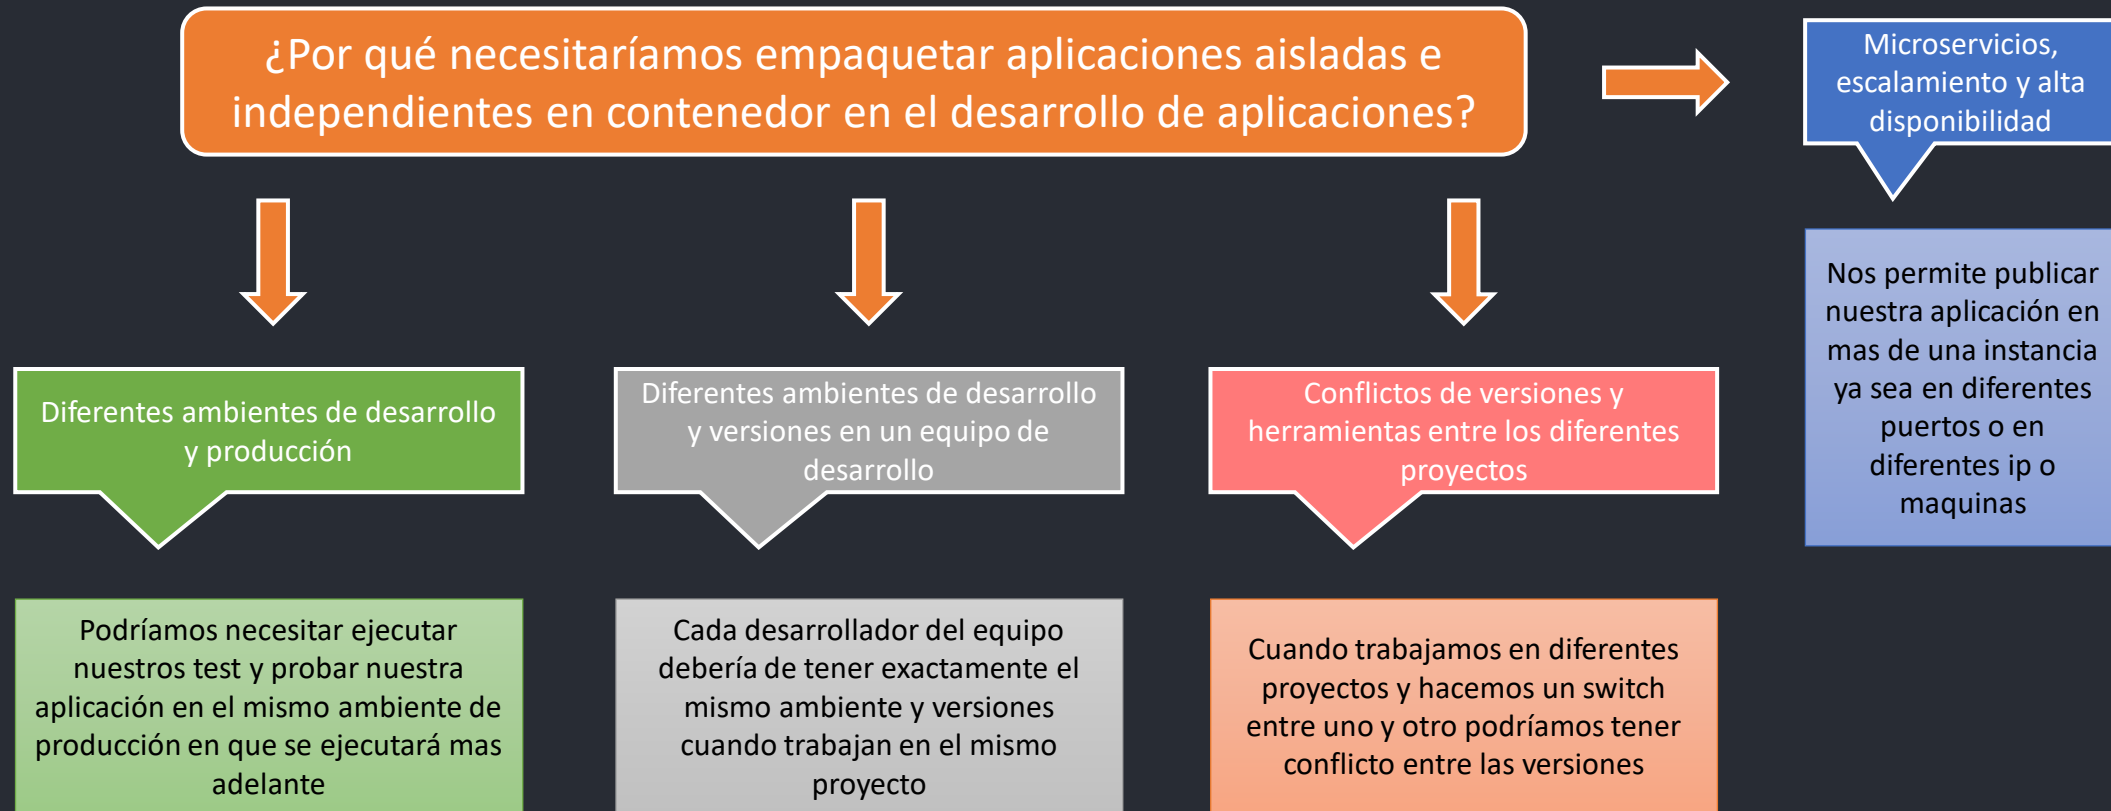 ¿Por qué necesitaríamos empaquetar aplicaciones aisladas e
independientes en contenedor en el desarrollo de aplicaciones?
Microservicios,
escalamiento y alta
disponibilidad
Nos permite publicar
nuestra aplicación en
mas de una instancia
ya sea en diferentes
puertos o en
diferentes ip o
maquinas
Diferentes ambientes de desarrollo
y producción
Diferentes ambientes de desarrollo
y versiones en un equipo de
desarrollo
Conflictos de versiones y
herramientas entre los diferentes
proyectos
Podríamos necesitar ejecutar
nuestros test y probar nuestra
aplicación en el mismo ambiente de
producción en que se ejecutará mas
adelante
Cada desarrollador del equipo
debería de tener exactamente el
mismo ambiente y versiones
cuando trabajan en el mismo
proyecto
Cuando trabajamos en diferentes
proyectos y hacemos un switch
entre uno y otro podríamos tener
conflicto entre las versiones